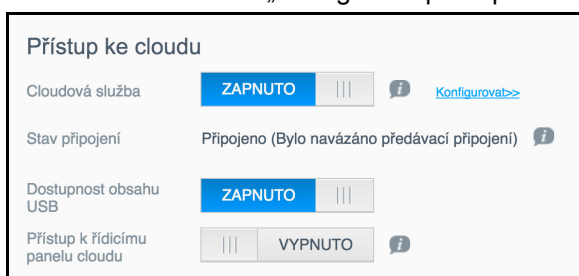 Přístup ke cloudu
Cloudová služba ZAPNUTO Konfigurovat>>
Stav připojení Připojeno (Bylo navázáno předávací připojení)
Dostupnost obsahu USB ZAPNUTO
Přístup k řídicímu panelu cloudu VYPNUTO